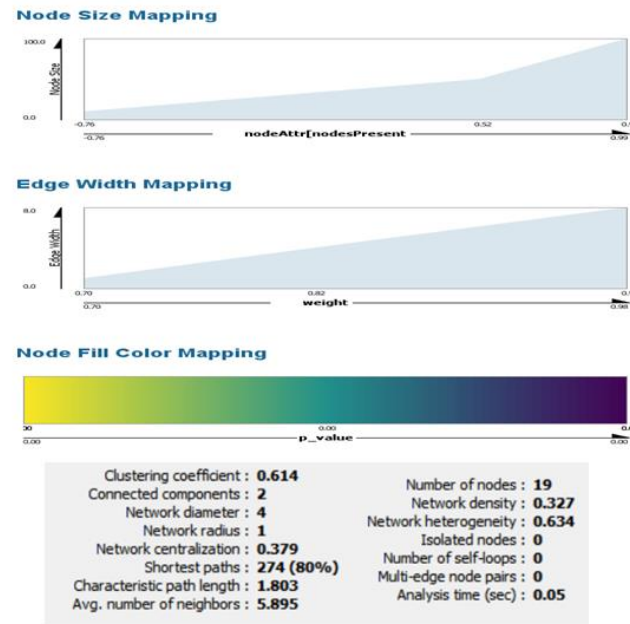 Node Size Mapping
100.0
Node Size
0.0
-0.76 0.52
-0.76 nodeAttr[nodesPresent 0.99
Edge Width Mapping
8.0
Edge Width
0.0
0.70 0.82
0.70 weight 0.98
Node Fill Color Mapping
0.00
0.00 p_value 0.00
Clustering coefficient : 0.614
Connected components : 2
Network diameter : 4
Network radius : 1
Network centralization : 0.379
Shortest paths : 274 (80%)
Characteristic path length : 1.803
Avg. number of neighbors : 5.895
Number of nodes : 19
Network density : 0.327
Network heterogeneity : 0.634
Isolated nodes : 0
Number of self-loops : 0
Multi-edge node pairs : 0
Analysis time (sec) : 0.05